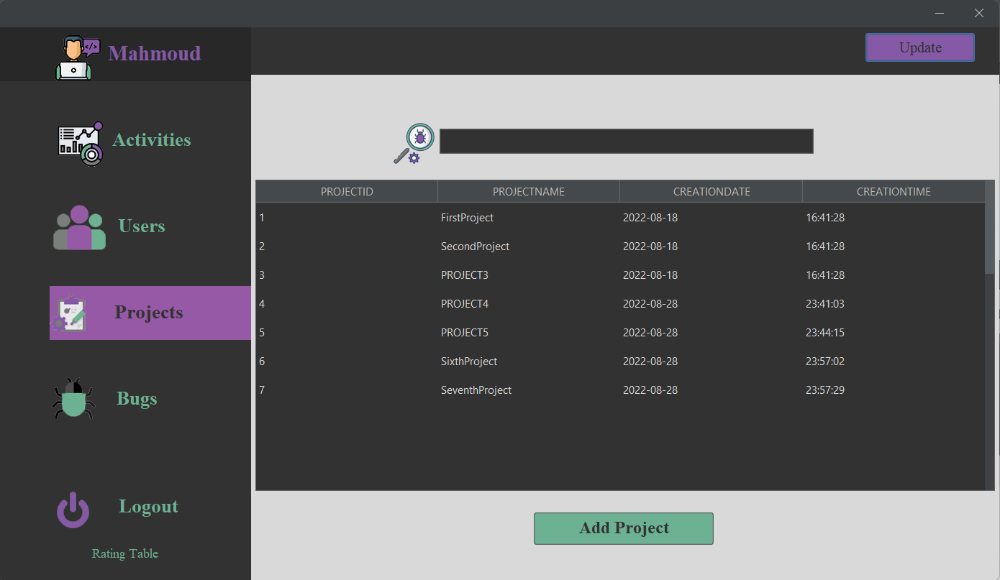 Mahmoud
Update
Activities
Users
Projects
Bugs
Logout
Rating Table
PROJECTID PROJECTNAME CREATIONDATE CREATIONTIME
1 FirstProject 2022-08-18 16:41:28
2 SecondProject 2022-08-18 16:41:28
3 PROJECT3 2022-08-18 16:41:28
4 PROJECT4 2022-08-28 23:41:03
5 PROJECT5 2022-08-28 23:44:15
6 SixthProject 2022-08-28 23:57:02
7 SeventhProject 2022-08-28 23:57:29
Add Project